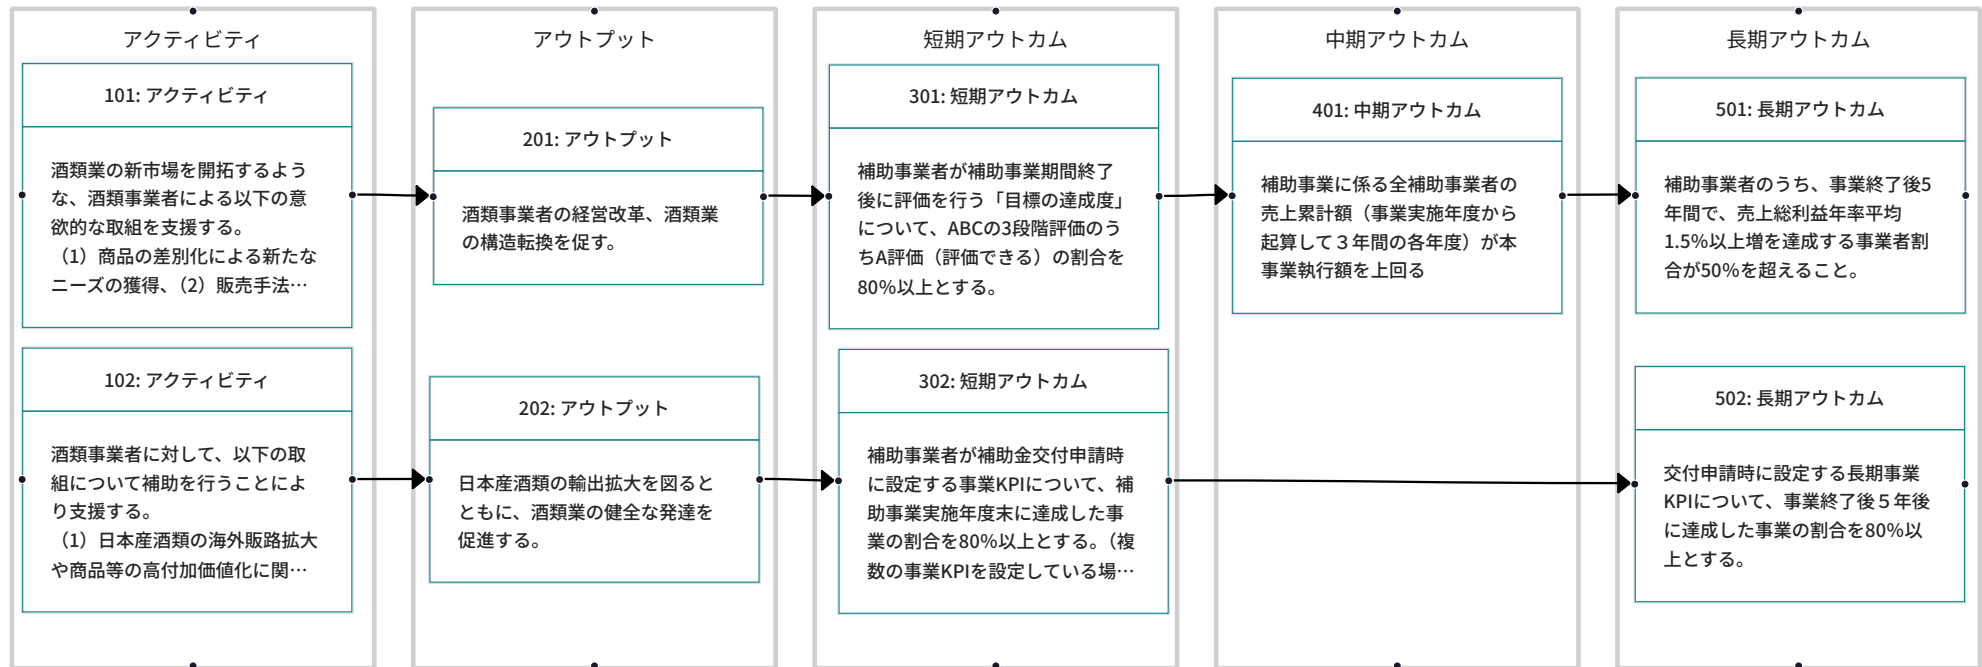 アクティビティ
101: アクティビティ
酒類業の新市場を開拓するよう
な、酒類事業者による以下の意
欲的な取組を支援する。
（1）商品の差別化による新たな
ニーズの獲得、（2）販売手法…
102: アクティビティ
酒類事業者に対して、以下の取
組について補助を行うことによ
り支援する。
（1）日本産酒類の海外販路拡大
や商品等の高付加価値化に関…
アウトプット
201: アウトプット
酒類事業者の経営改革、酒類業
の構造転換を促す。
202: アウトプット
日本産酒類の輸出拡大を図ると
ともに、酒類業の健全な発達を
促進する。
短期アウトカム
301: 短期アウトカム
補助事業者が補助事業期間終了
後に評価を行う「目標の達成度」
について、ABCの3段階評価のう
ちA評価（評価できる）の割合を
80％以上とする。
302: 短期アウトカム
補助事業者が補助金交付申請時
に設定する事業KPIについて、補
助事業実施年度末に達成した事
業の割合を80％以上とする。（複
数の事業KPIを設定している場…
中期アウトカム
401: 中期アウトカム
補助事業に係る全補助事業者の
売上累計額（事業実施年度から
起算して３年間の各年度）が本
事業執行額を上回る
長期アウトカム
501: 長期アウトカム
補助事業者のうち、事業終了後5
年間で、売上総利益年率平均
1.5%以上増を達成する事業者割
合が50％を超えること。
502: 長期アウトカム
交付申請時に設定する長期事業
KPIについて、事業終了後５年後
に達成した事業の割合を80％以
上とする。